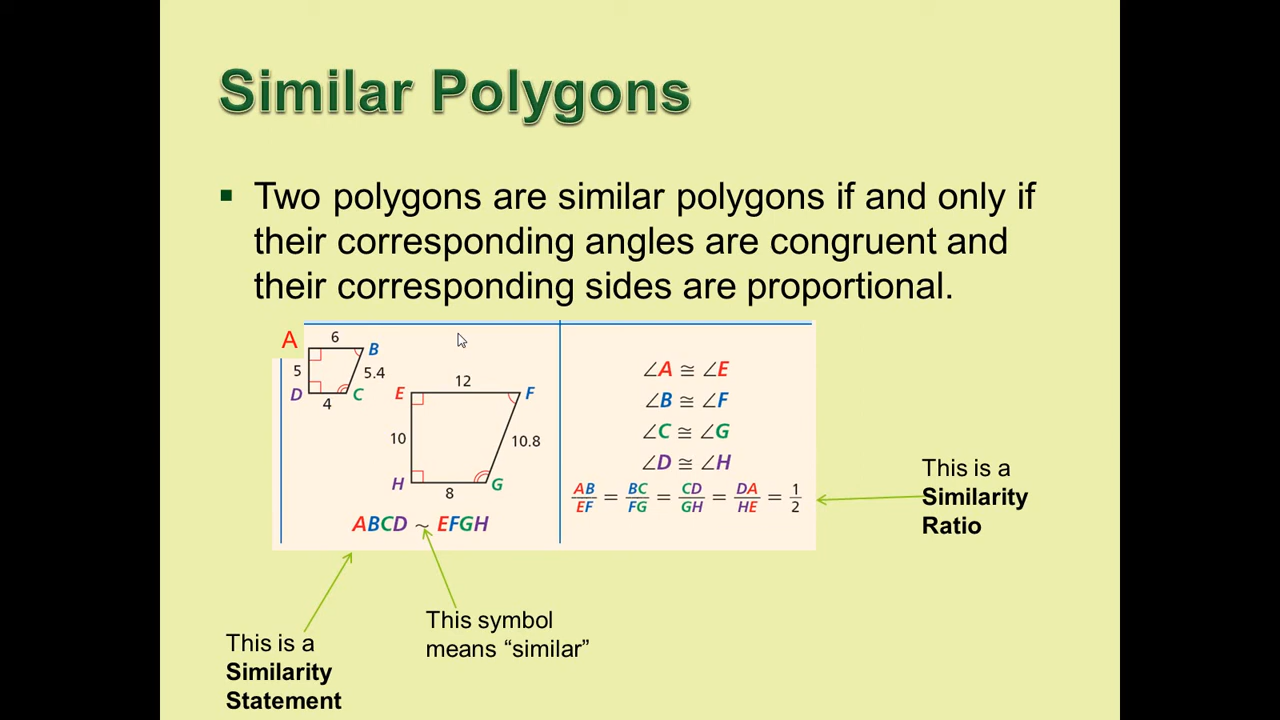 Similar Polygons
▪ Two polygons are similar polygons if and only if
their corresponding angles are congruent and
their corresponding sides are proportional.
A 6 B
5 5.4
D 4 C
E 12 F
10 10.8
H 8 G
ABCD ~ EFGH
∠A ≅ ∠E
∠B ≅ ∠F
∠C ≅ ∠G
∠D ≅ ∠H
AB/EF = BC/FG = CD/GH = DA/HE = 1/2
This is a
Similarity
Ratio
This symbol
means “similar”
This is a
Similarity
Statement